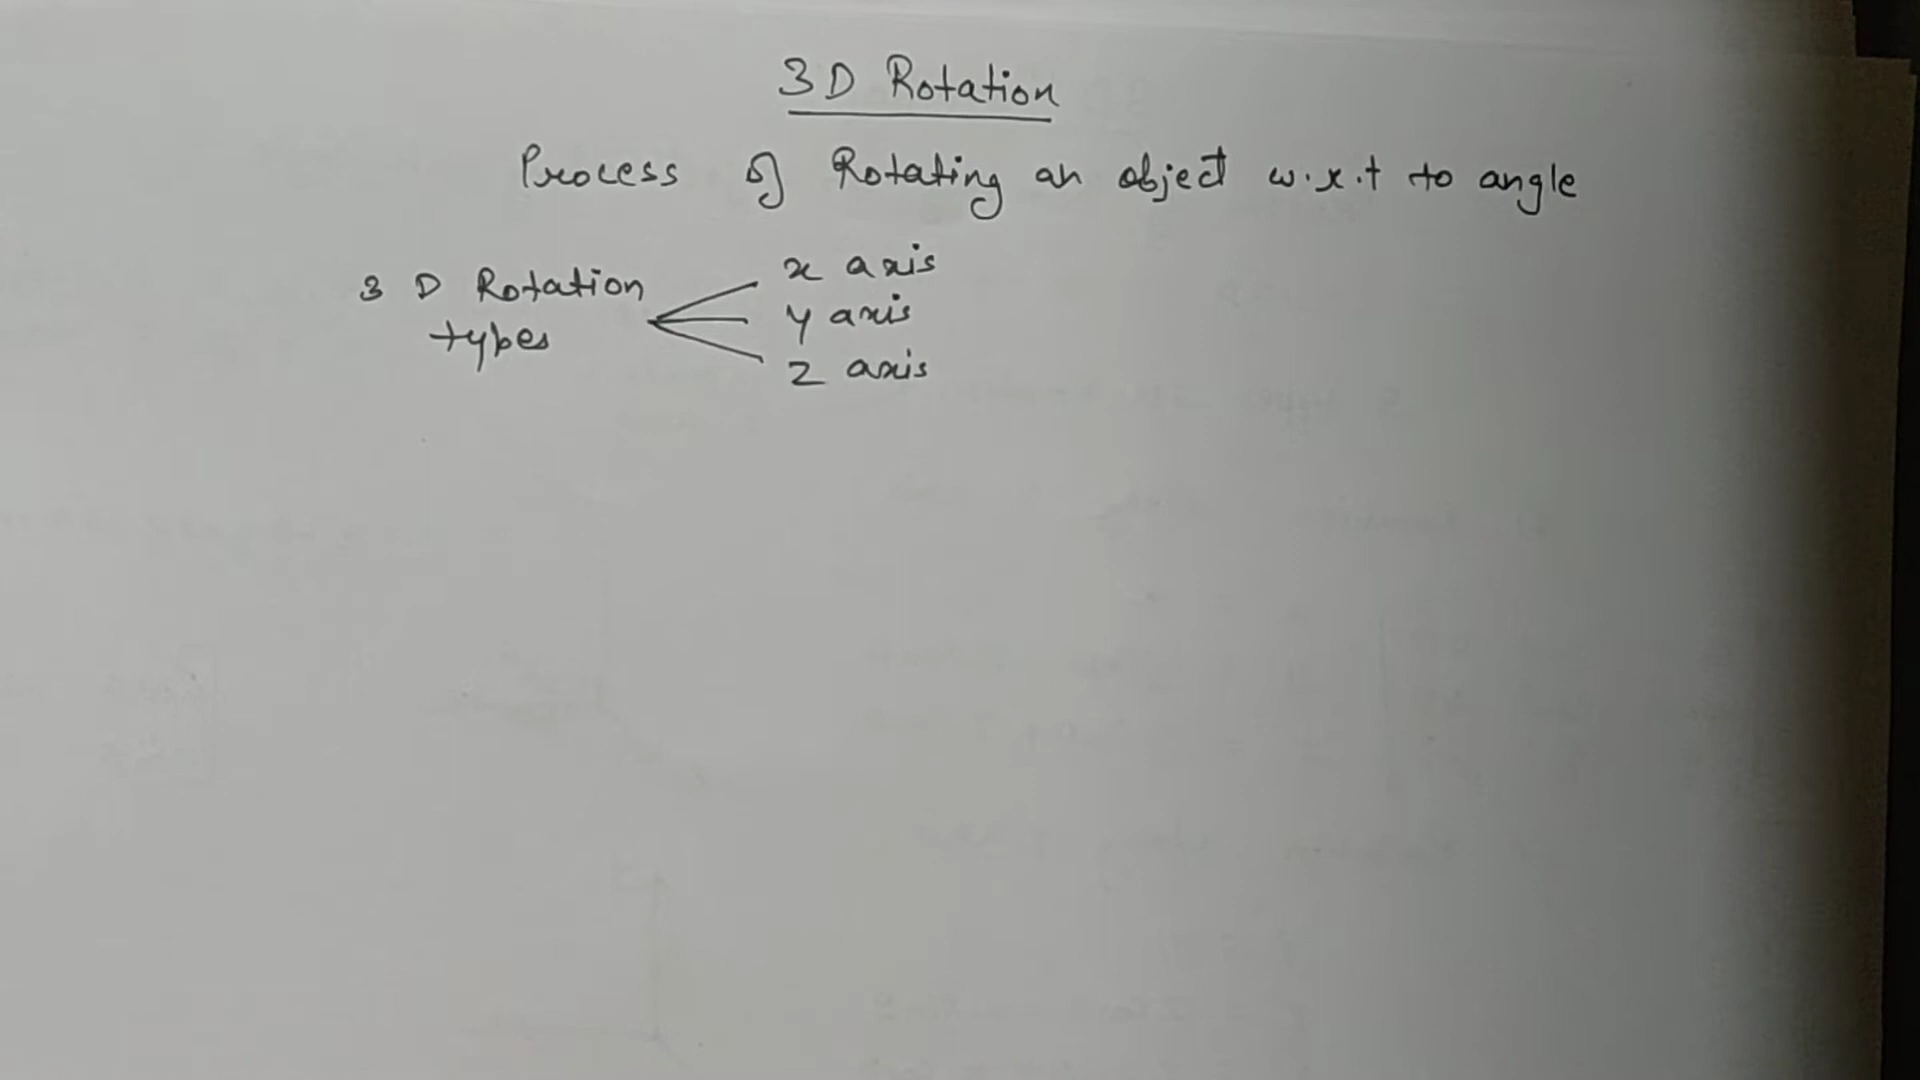 3D Rotation
Process of Rotating an object w.r.t to angle
3 D Rotation types
x axis
y axis
z axis